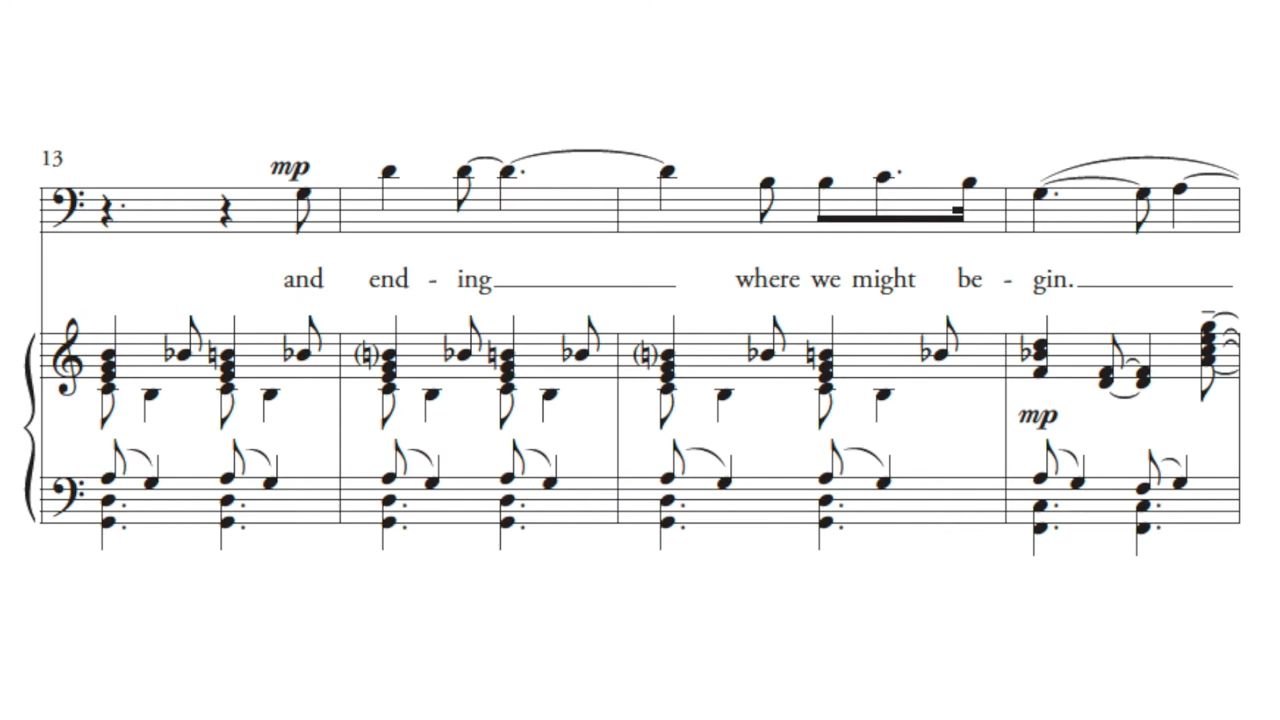 13
mp
and end - ing where we might be - gin.
mp